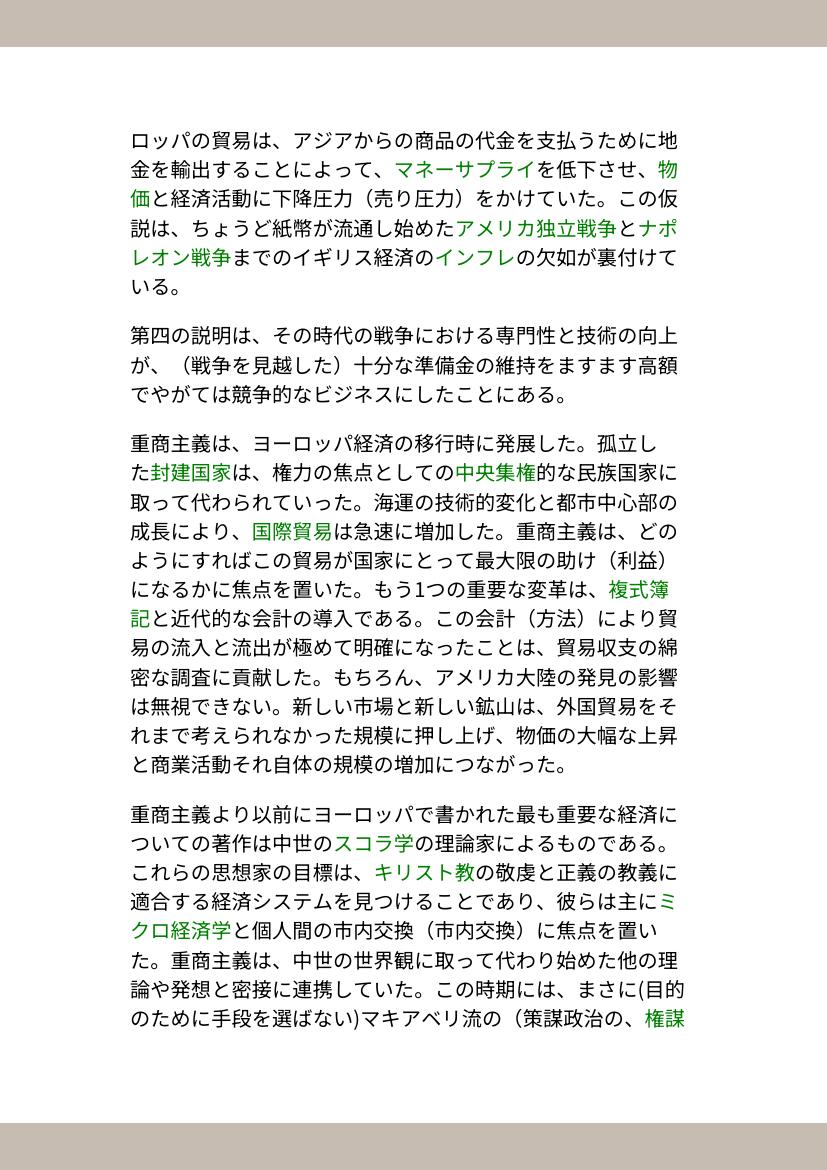 ロッパの貿易は、アジアからの商品の代金を支払うために地
金を輸出することによって、マネーサプライを低下させ、物
価と経済活動に下降圧力（売り圧力）をかけていた。この仮
説は、ちょうど紙幣が流通し始めたアメリカ独立戦争とナポ
レオン戦争までのイギリス経済のインフレの欠如が裏付けて
いる。
第四の説明は、その時代の戦争における専門性と技術の向上
が、（戦争を見越した）十分な準備金の維持をますます高額
でやがては競争的なビジネスにしたことにある。
重商主義は、ヨーロッパ経済の移行時に発展した。孤立し
た封建国家は、権力の焦点としての中央集権的な民族国家に
取って代わられていった。海運の技術的変化と都市中心部の
成長により、国際貿易は急速に増加した。重商主義は、どの
ようにすればこの貿易が国家にとって最大限の助け（利益）
になるかに焦点を置いた。もう1つの重要な変革は、複式簿
記と近代的な会計の導入である。この会計（方法）により貿
易の流入と流出が極めて明確になったことは、貿易収支の綿
密な調査に貢献した。もちろん、アメリカ大陸の発見の影響
は無視できない。新しい市場と新しい鉱山は、外国貿易をそ
れまで考えられなかった規模に押し上げ、物価の大幅な上昇
と商業活動それ自体の規模の増加につながった。
重商主義より以前にヨーロッパで書かれた最も重要な経済に
ついての著作は中世のスコラ学の理論家によるものである。
これらの思想家の目標は、キリスト教の敬虔と正義の教義に
適合する経済システムを見つけることであり、彼らは主にミ
クロ経済学と個人間の市内交換（市内交換）に焦点を置い
た。重商主義は、中世の世界観に取って代わり始めた他の理
論や発想と密接に連携していた。この時期には、まさに(目的
のために手段を選ばない)マキアベリ流の（策謀政治の、権謀